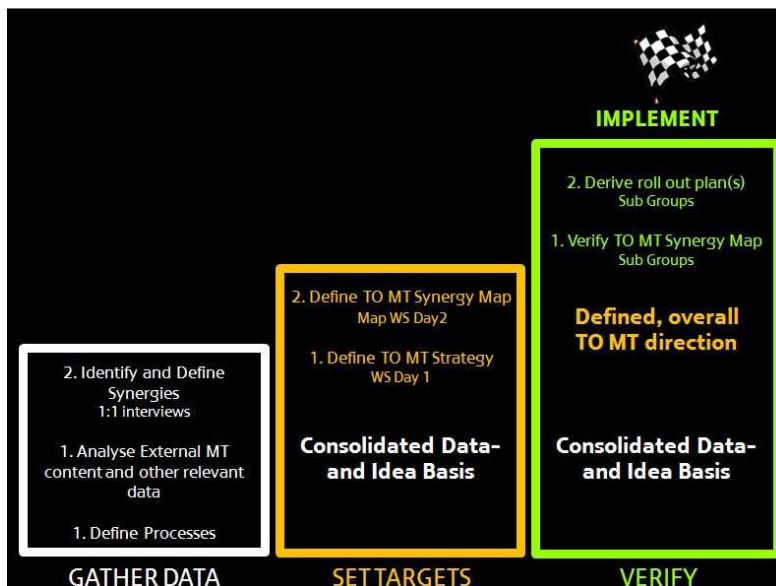 IMPLEMENT
2. Derive roll out plan(s)
Sub Groups
1. Verify TO MT Synergy Map
Sub Groups
Defined, overall
TO MT direction
Consolidated Data-
and Idea Basis
VERIFY
2. Define TO MT Synergy Map
Map WS Day2
1. Define TO MT Strategy
WS Day 1
Consolidated Data-
and Idea Basis
SET TARGETS
2. Identify and Define
Synergies
1:1 interviews
1. Analyse External MT
content and other relevant
data
1. Define Processes
GATHER DATA